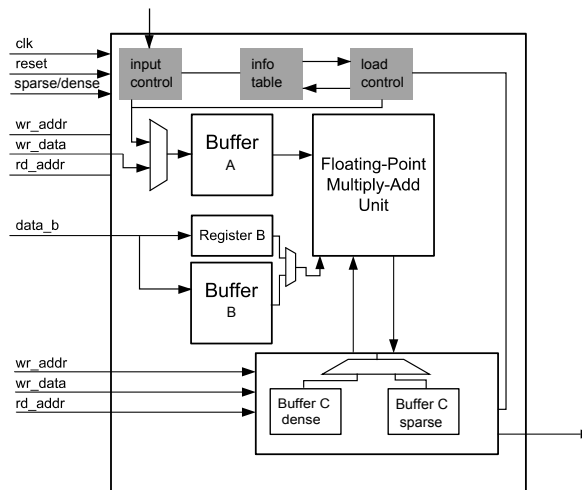 clk
reset
sparse/dense
input
control
info
table
load
control
wr_addr
wr_data
rd_addr
Buffer
A
Floating-Point
Multiply-Add
Unit
data_b
Register B
Buffer
B
wr_addr
wr_data
rd_addr
Buffer C
dense
Buffer C
sparse